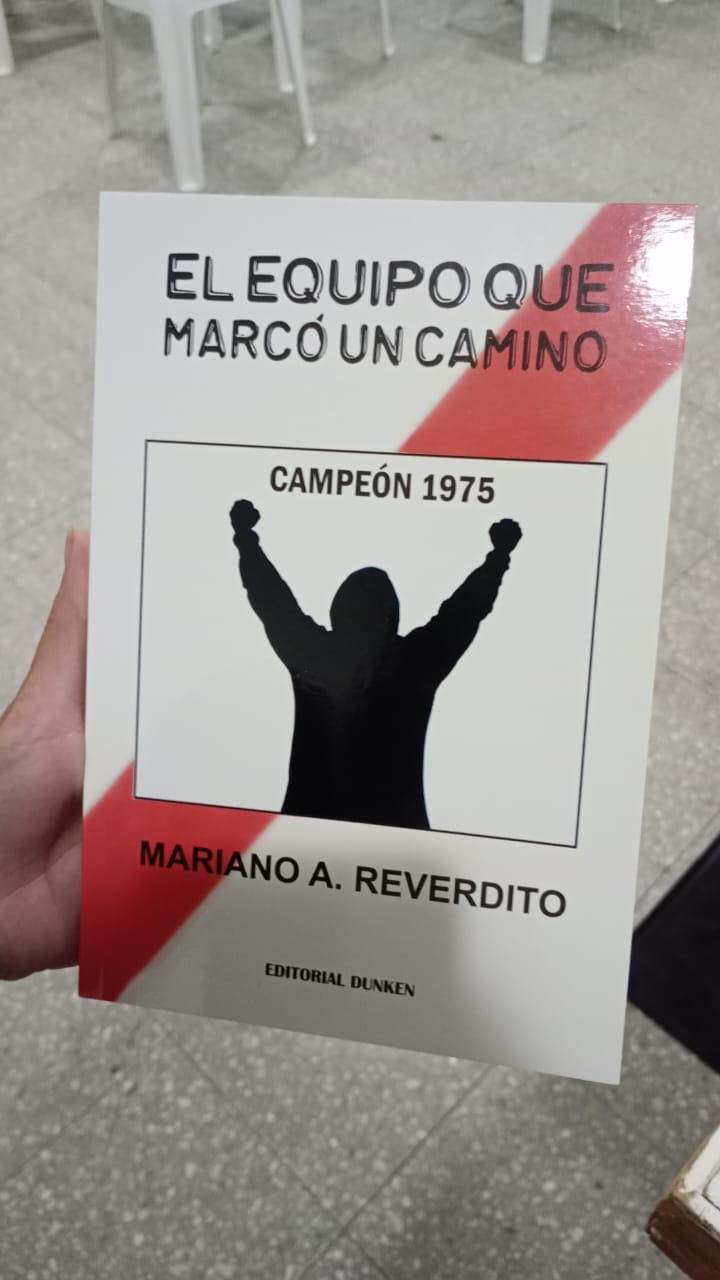 EL EQUIPO QUE
MARCÓ UN CAMINO
CAMPEÓN 1975
MARIANO A. REVERDITO
EDITORIAL DUNKEN